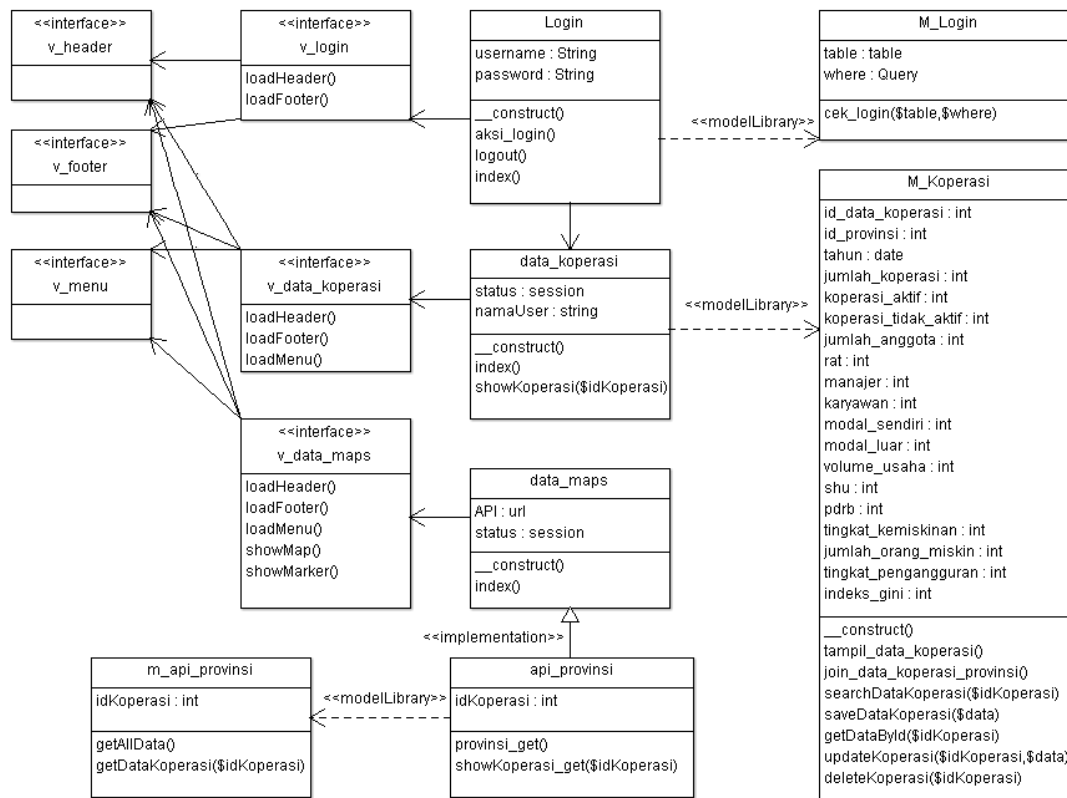 <<interface>>
v_header
<<interface>>
v_footer
<<interface>>
v_menu
<<interface>>
v_login
loadHeader()
loadFooter()
Login
username : String
password : String
__construct()
aksi_login()
logout()
index()
<<modelLibrary>>
M_Login
table : table
where : Query
cek_login($table,$where)
<<interface>>
v_data_koperasi
loadHeader()
loadFooter()
loadMenu()
data_koperasi
status : session
namaUser : string
__construct()
index()
showKoperasi($idKoperasi)
<<modelLibrary>>
M_Koperasi
id_data_koperasi : int
id_provinsi : int
tahun : date
jumlah_koperasi : int
koperasi_aktif : int
koperasi_tidak_aktif : int
jumlah_anggota : int
rat : int
manajer : int
karyawan : int
modal_sendiri : int
modal_luar : int
volume_usaha : int
shu : int
pdrb : int
tingkat_kemiskinan : int
jumlah_orang_miskin : int
tingkat_pengangguran : int
indeks_gini : int
__construct()
tampil_data_koperasi()
join_data_koperasi_provinsi()
searchDataKoperasi($idKoperasi)
saveDataKoperasi($data)
getDataById($idKoperasi)
updateKoperasi($idKoperasi,$data)
deleteKoperasi($idKoperasi)
<<interface>>
v_data_maps
loadHeader()
loadFooter()
loadMenu()
showMap()
showMarker()
data_maps
API : url
status : session
__construct()
index()
<<implementation>>
m_api_provinsi
idKoperasi : int
getAllData()
getDataKoperasi($idKoperasi)
<<modelLibrary>>
api_provinsi
idKoperasi : int
provinsi_get()
showKoperasi_get($idKoperasi)